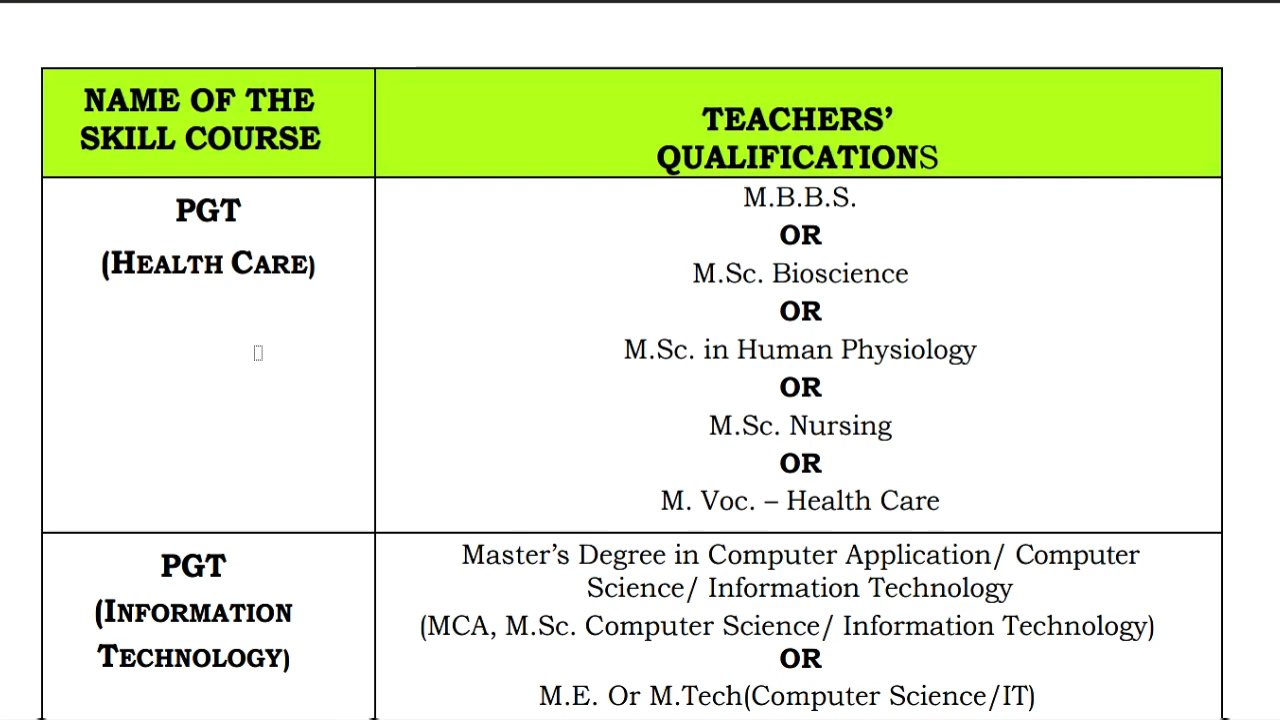 NAME OF THE
SKILL COURSE
TEACHERS’
QUALIFICATIONS
PGT
(HEALTH CARE)
M.B.B.S.
OR
M.Sc. Bioscience
OR
M.Sc. in Human Physiology
OR
M.Sc. Nursing
OR
M. Voc. – Health Care
PGT
(INFORMATION
TECHNOLOGY)
Master’s Degree in Computer Application/ Computer
Science/ Information Technology
(MCA, M.Sc. Computer Science/ Information Technology)
OR
M.E. Or M.Tech(Computer Science/IT)